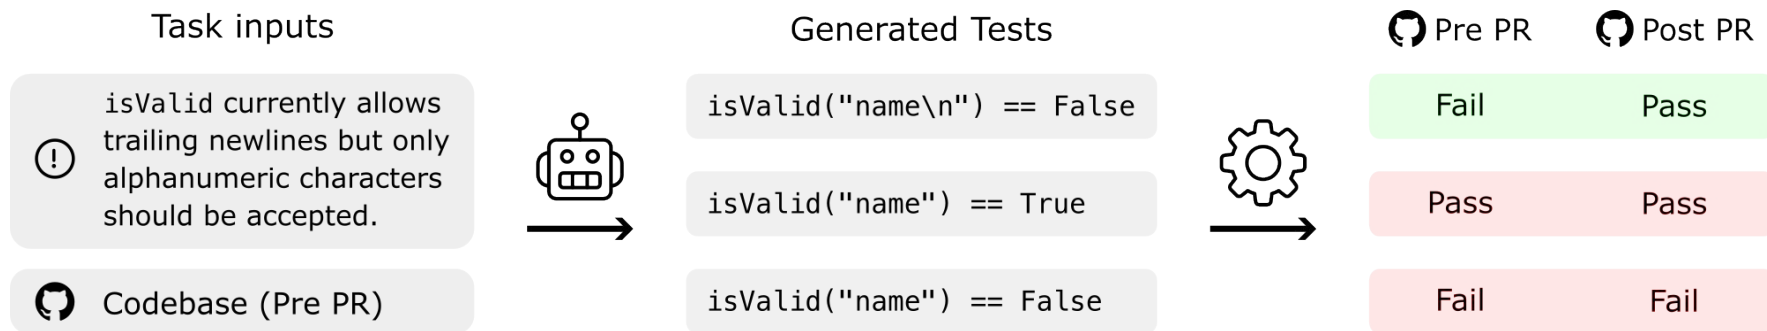 Task inputs
isValid currently allows
trailing newlines but only
alphanumeric characters
should be accepted.
Codebase (Pre PR)
Generated Tests
isValid("name\n") == False
isValid("name") == True
isValid("name") == False
Pre PR Post PR
Fail Pass
Pass Pass
Fail Fail